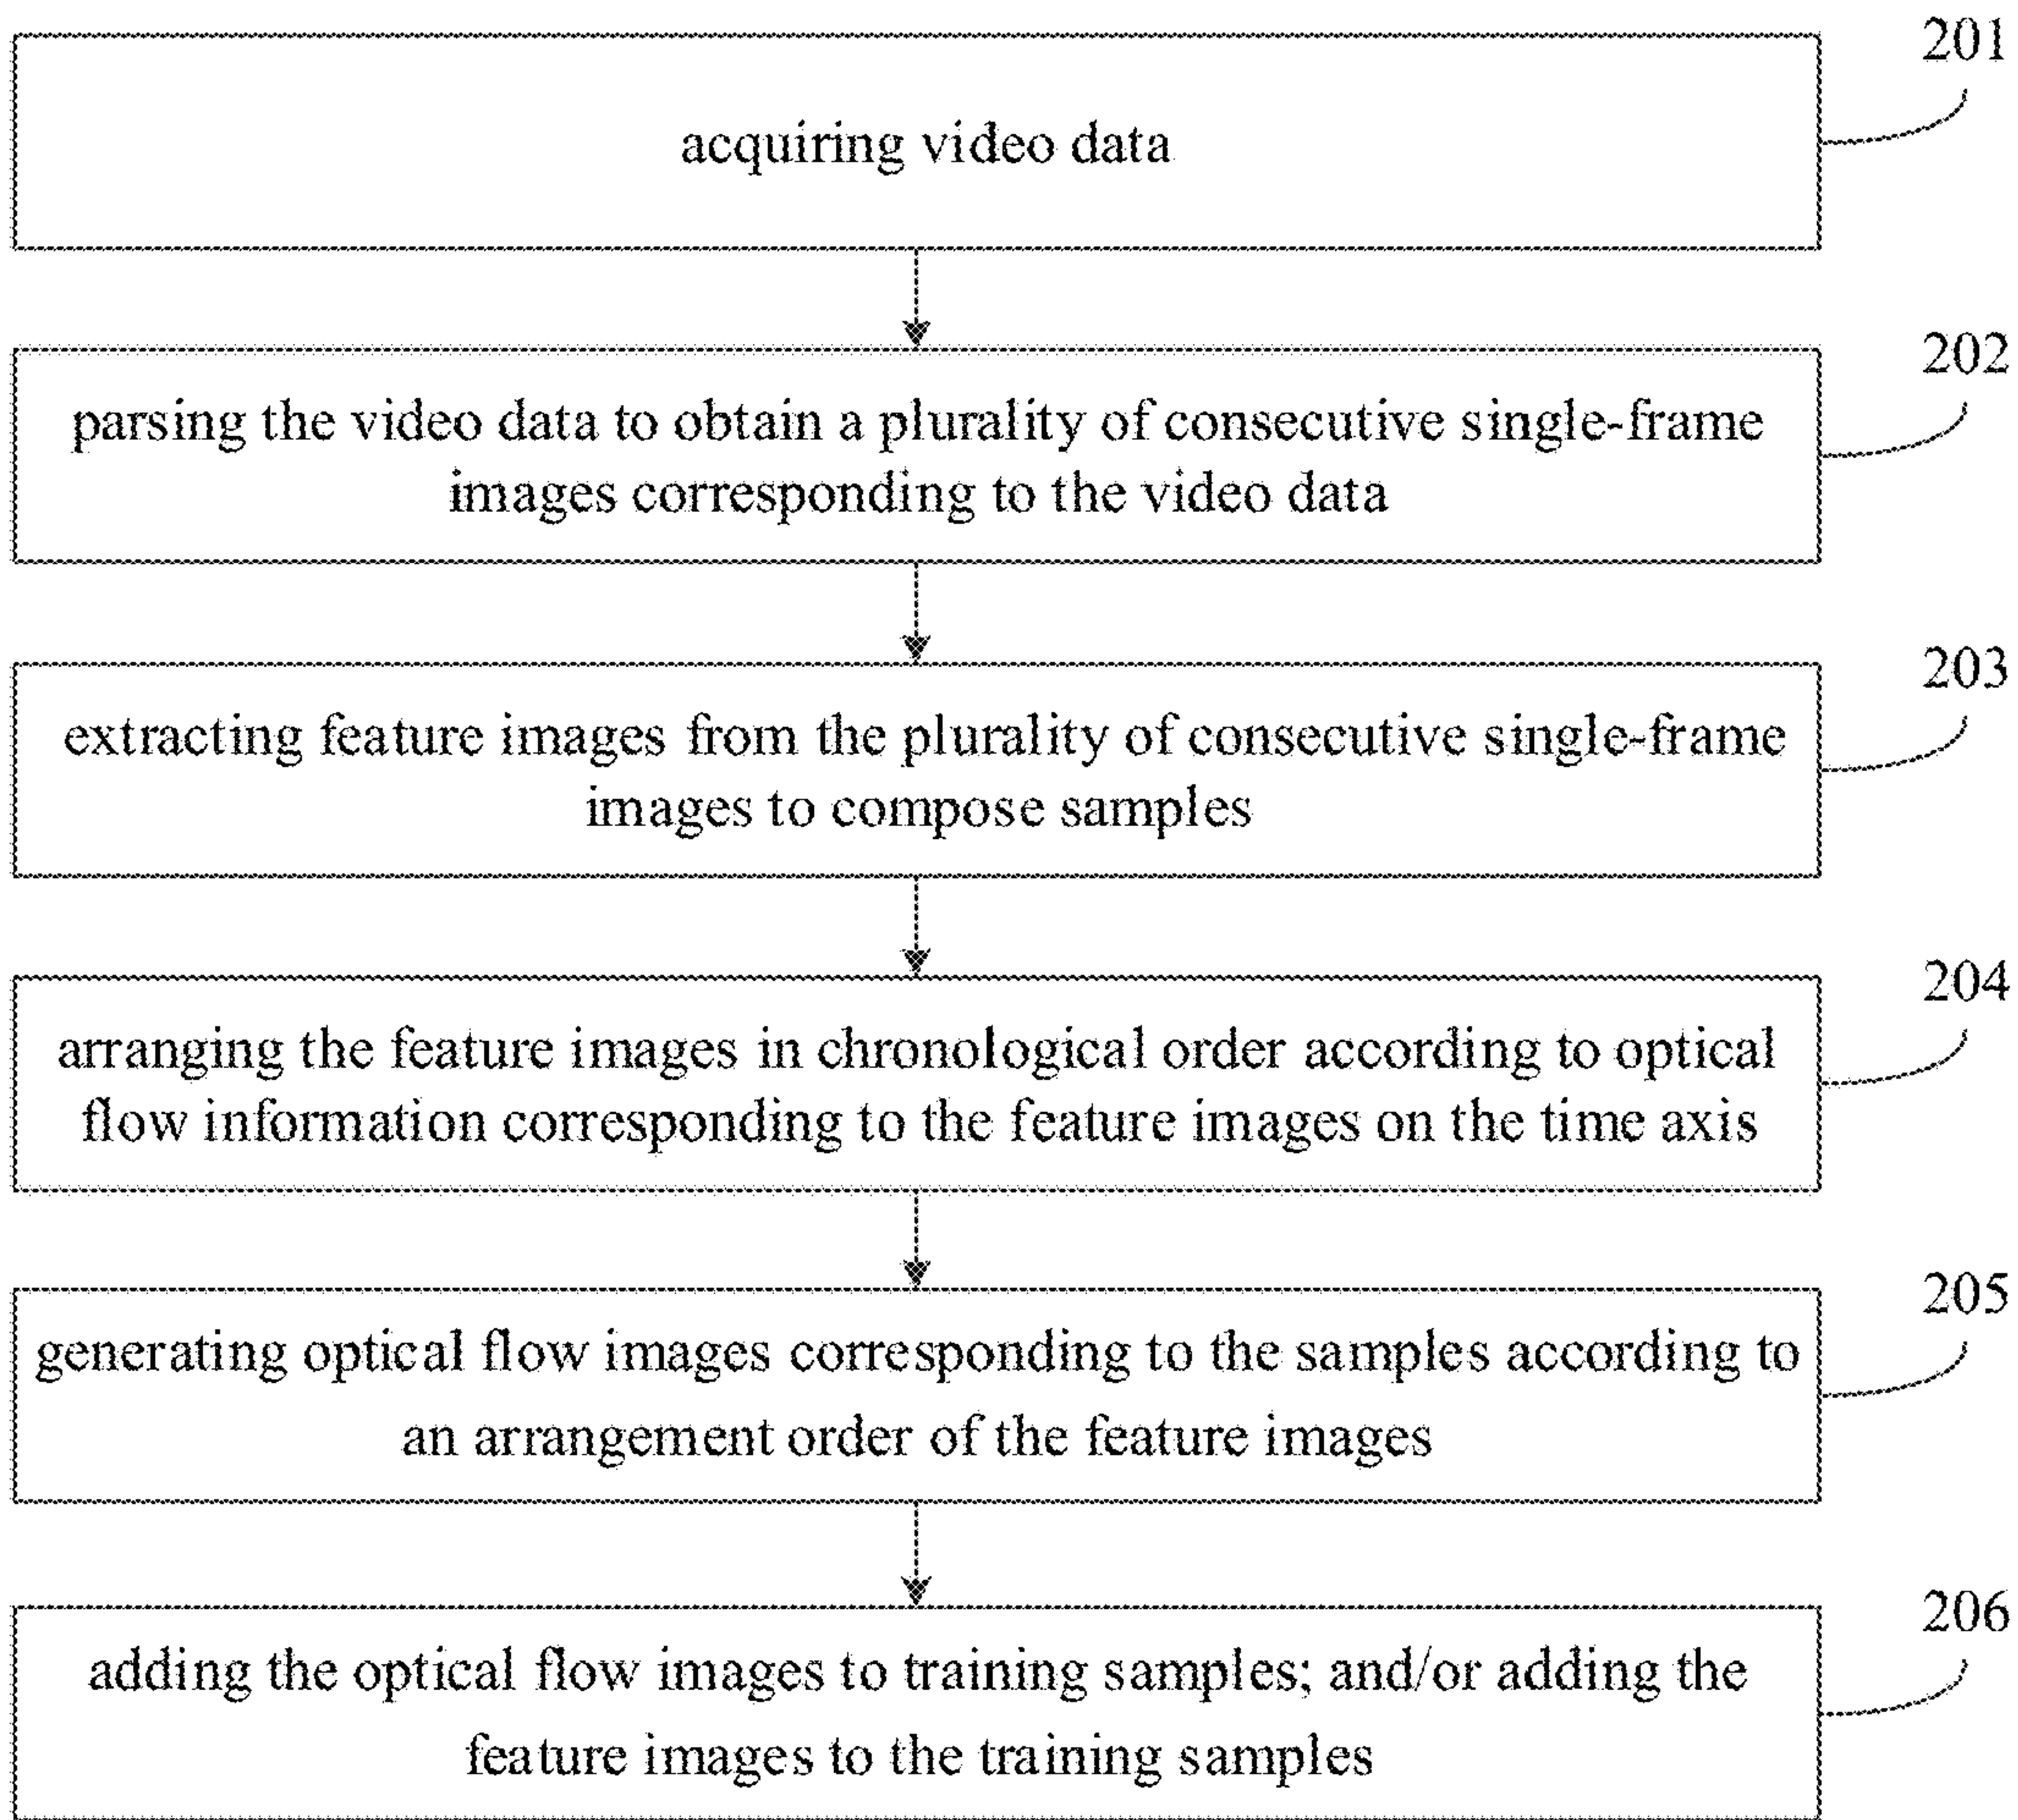 201
acquiring video data
202
parsing the video data to obtain a plurality of consecutive single-frame
images corresponding to the video data
203
extracting feature images from the plurality of consecutive single-frame
images to compose samples
204
arranging the feature images in chronological order according to optical
flow information corresponding to the feature images on the time axis
205
generating optical flow images corresponding to the samples according to
an arrangement order of the feature images
206
adding the optical flow images to training samples; and/or adding the
feature images to the training samples